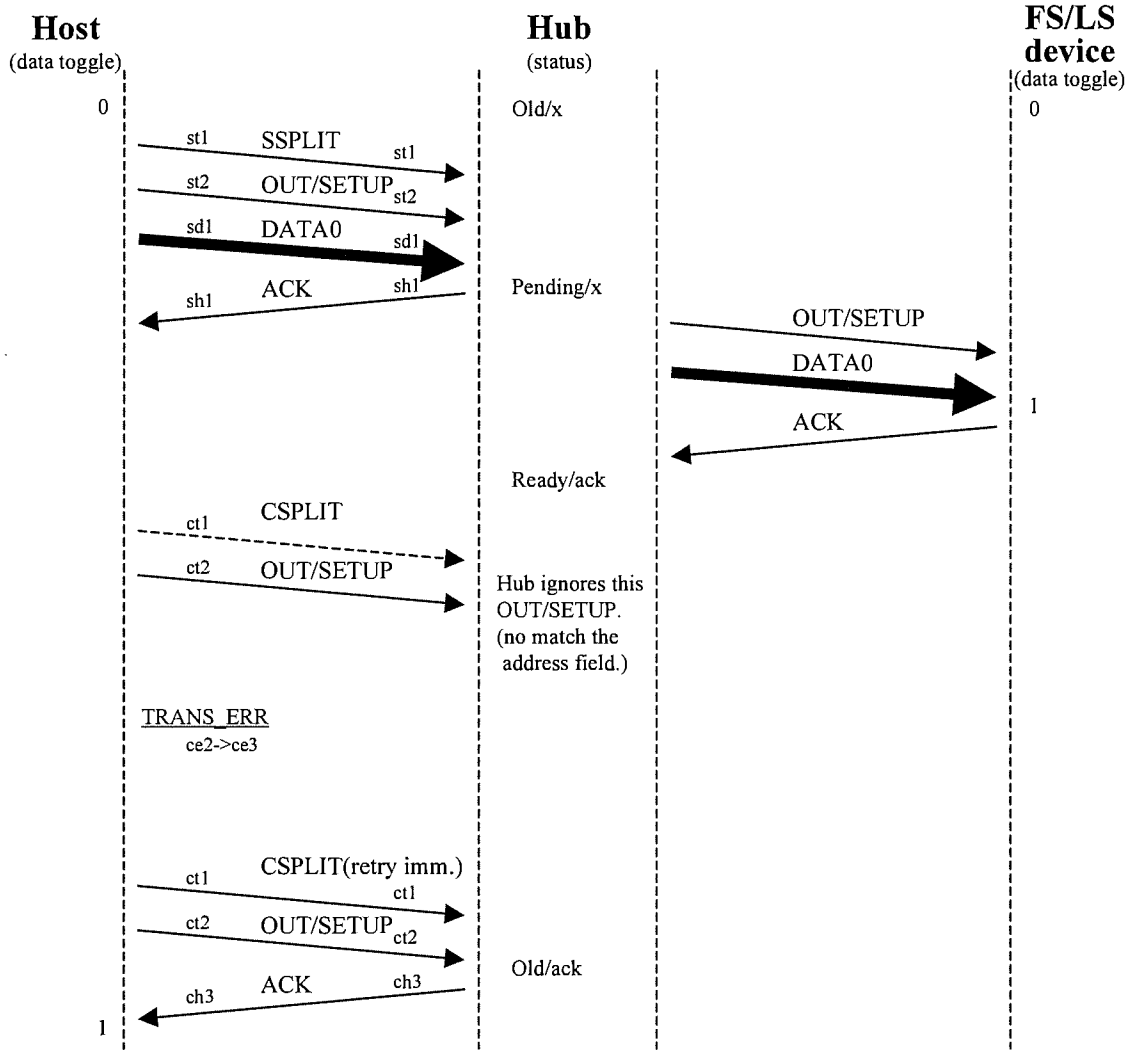 Host
(data toggle)
Hub
(status)
FS/LS
device
(data toggle)
0
Old/x
0
st1 SSPLIT st1
st2 OUT/SETUP st2
sd1 DATA0 sd1
sh1 ACK sh1
Pending/x
OUT/SETUP
DATA0
1
ACK
Ready/ack
ct1 CSPLIT
ct2 OUT/SETUP
Hub ignores this
OUT/SETUP.
(no match the
address field.)
TRANS_ERR
ce2->ce3
ct1 CSPLIT(retry imm.) ct1
ct2 OUT/SETUP ct2
Old/ack
ch3 ACK ch3
1